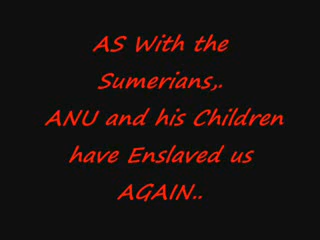 AS With the
Sumerians,.
ANU and his Children
have Enslaved us
AGAIN..